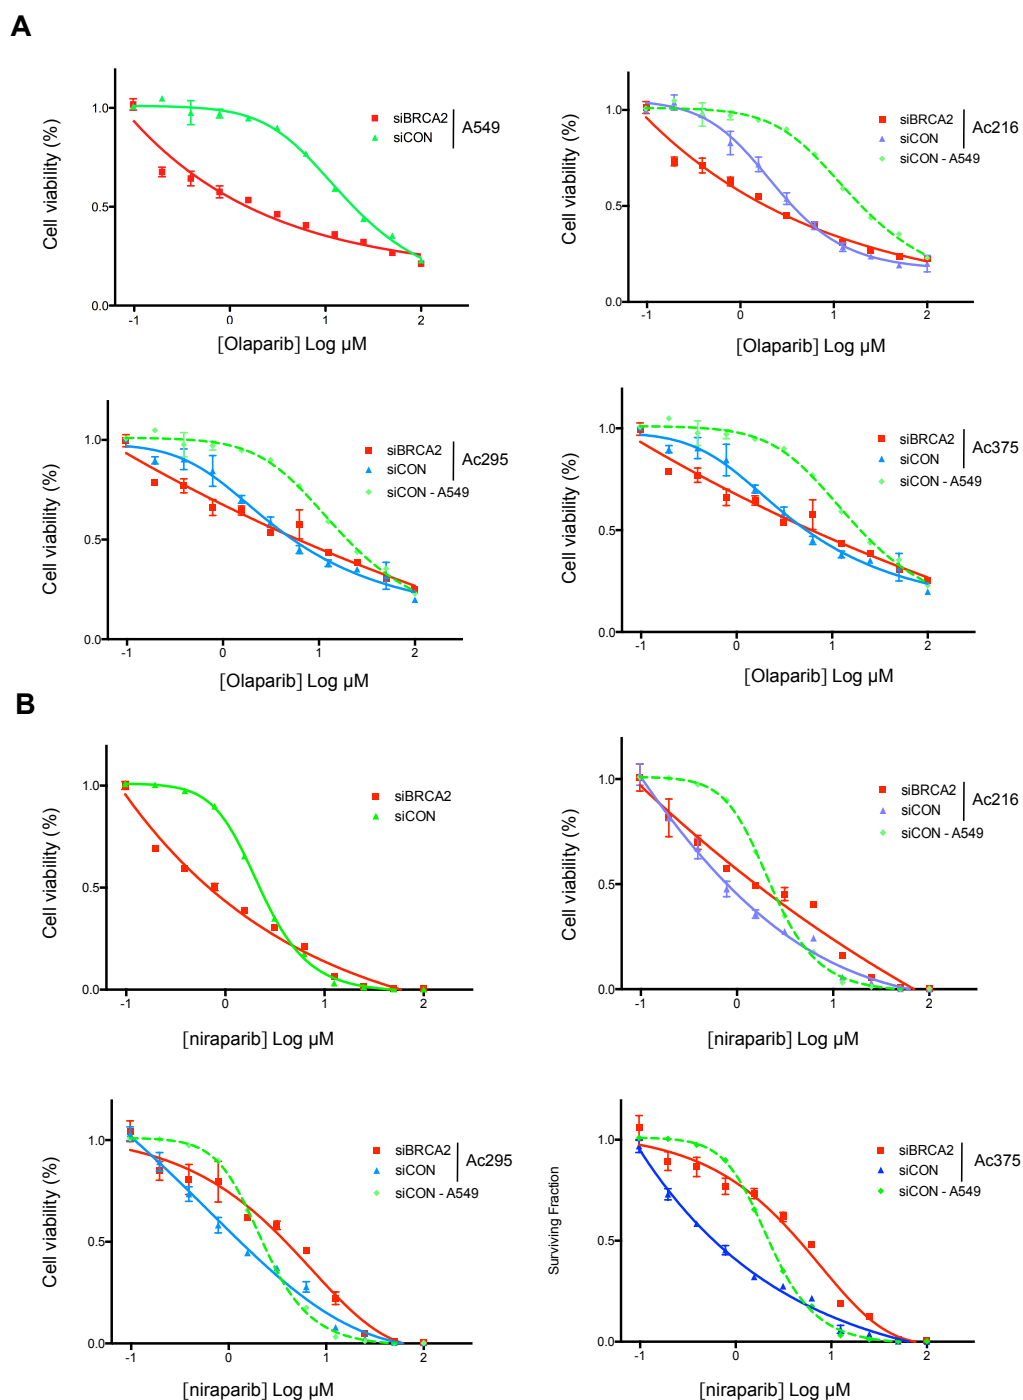 A
Cell viability (%)
1.0
0.5
0.0
-1
0
1
2
[Olaparib] Log µM
siBRCA2
siCON
A549
Cell viability (%)
1.0
0.5
0.0
-1
0
1
2
[Olaparib] Log µM
siBRCA2
siCON
siCON - A549
Ac216
Cell viability (%)
1.0
0.5
0.0
-1
0
1
2
[Olaparib] Log µM
siBRCA2
siCON
siCON - A549
Ac295
Cell viability (%)
1.0
0.5
0.0
-1
0
1
2
[Olaparib] Log µM
siBRCA2
siCON
siCON - A549
Ac375
B
Cell viability (%)
1.0
0.5
0.0
-1
0
1
2
[niraparib] Log µM
siBRCA2
siCON
Cell viability (%)
1.0
0.5
0.0
-1
0
1
2
[niraparib] Log µM
siBRCA2
siCON
siCON - A549
Ac216
Cell viability (%)
1.0
0.5
0.0
-1
0
1
2
[niraparib] Log µM
siBRCA2
siCON
siCON - A549
Ac295
Surviving Fraction
1.0
0.5
0.0
-1
0
1
2
[niraparib] Log µM
siBRCA2
siCON
siCON - A549
Ac375